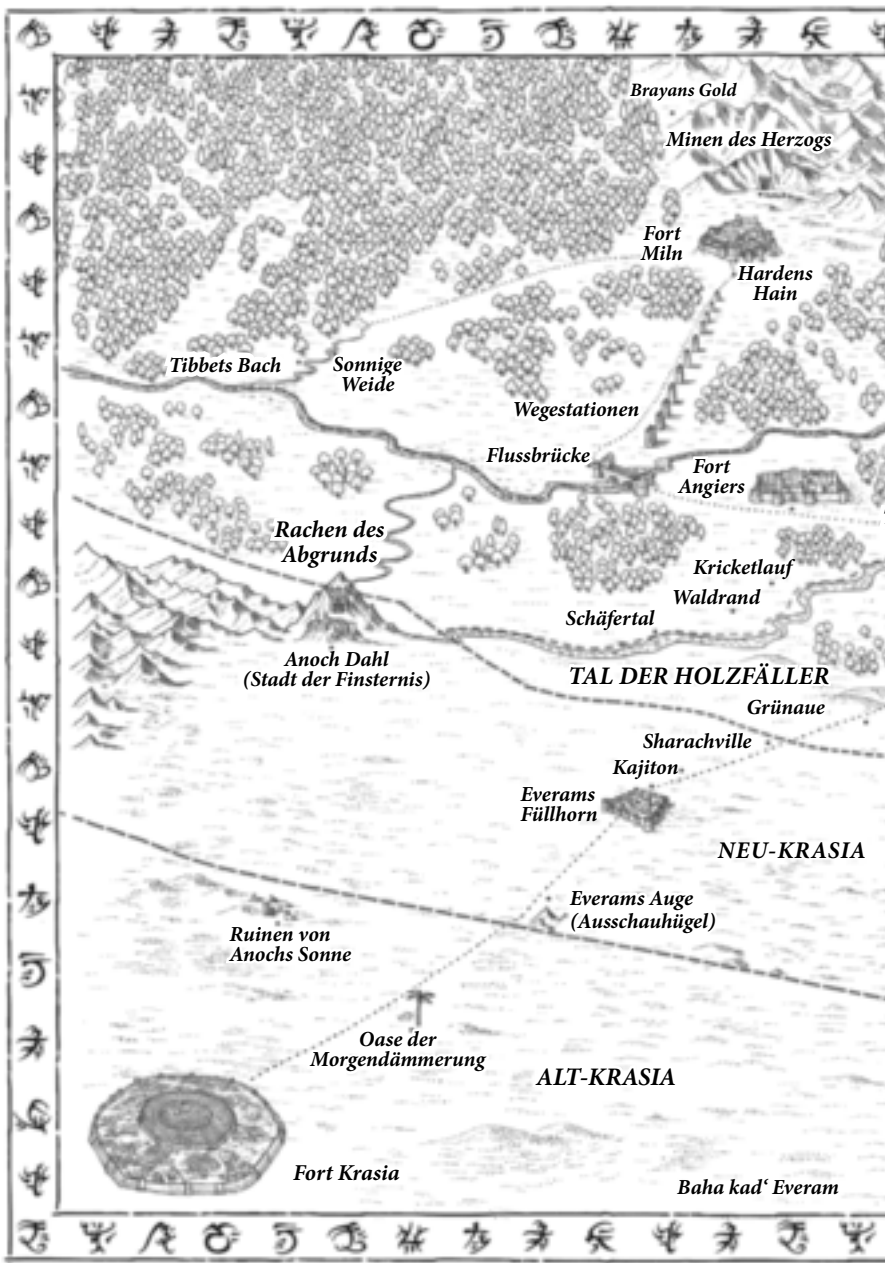 Brayans Gold
Minen des Herzogs
Fort
Miln
Hardens
Hain
Tibbets Bach
Sonnige
Weide
Wegestationen
Flussbrücke
Fort
Angiers
Rachen des
Abgrunds
Kricketlauf
Waldrand
Schäfertal
Anoch Dahl
(Stadt der Finsternis)
TAL DER HOLZFÄLLER
Grünaue
Sharachville
Kajiton
Everams
Füllhorn
NEU-KRASIA
Everams Auge
(Ausschauhügel)
Ruinen von
Anochs Sonne
Oase der
Morgendämmerung
ALT-KRASIA
Fort Krasia
Baha kad‘ Everam